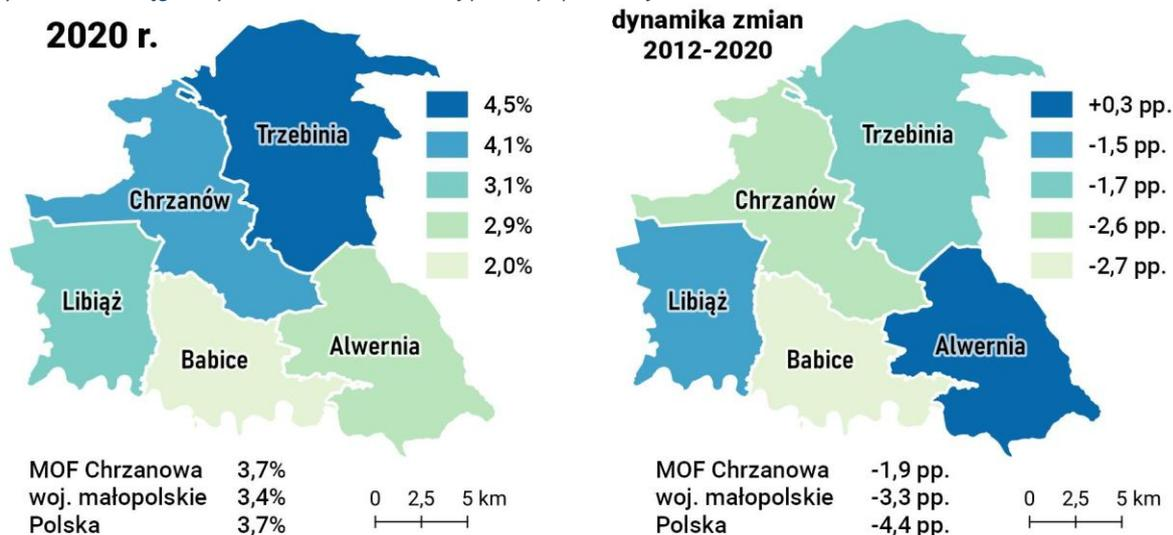 2020 r.
4,5%
4,1%
3,1%
2,9%
2,0%
Trzebinia
Chrzanów
Libiąż
Babice
Alwernia
MOF Chrzanowa 3,7%
woj. małopolskie 3,4%
Polska 3,7%
0 2,5 5 km
dynamika zmian
2012-2020
+0,3 pp.
-1,5 pp.
-1,7 pp.
-2,6 pp.
-2,7 pp.
Trzebinia
Chrzanów
Libiąż
Babice
Alwernia
MOF Chrzanowa -1,9 pp.
woj. małopolskie -3,3 pp.
Polska -4,4 pp.
0 2,5 5 km